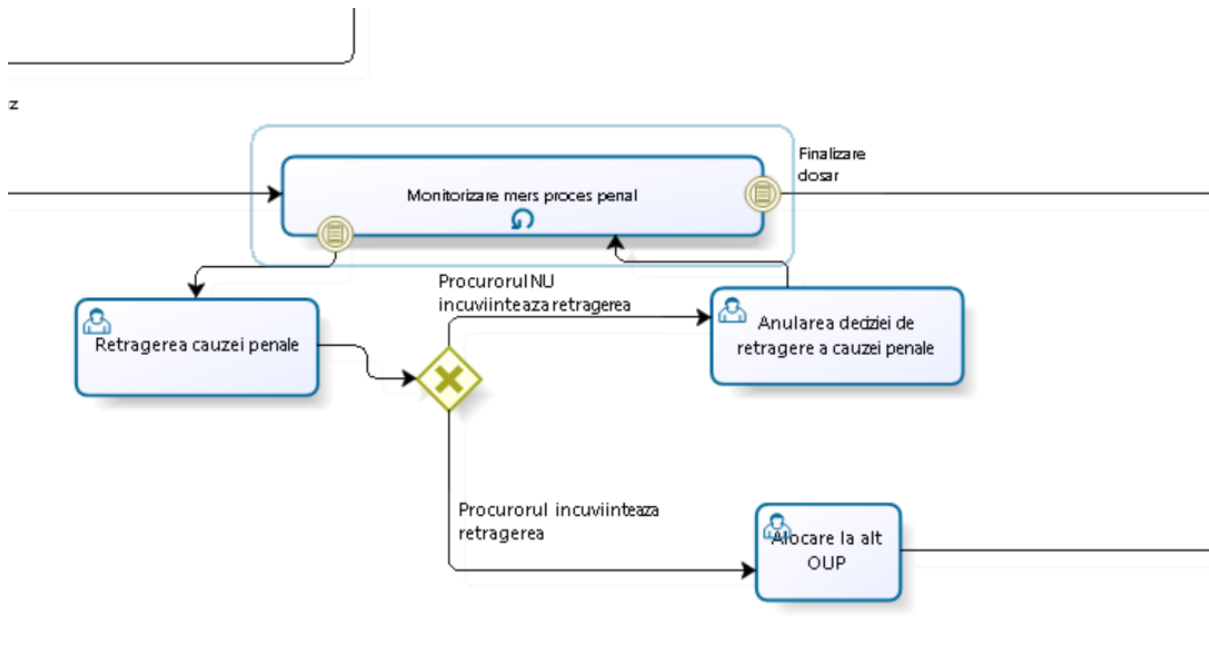 z
Finalizare
dosar
Monitorizare mers proces penal
Procurorul NU
incuviinteaza retragerea
Retragerea cauzei penale
Anularea deciziei de
retragere a cauzei penale
Procurorul incuviinteaza
retragerea
Alocare la alt
OUP